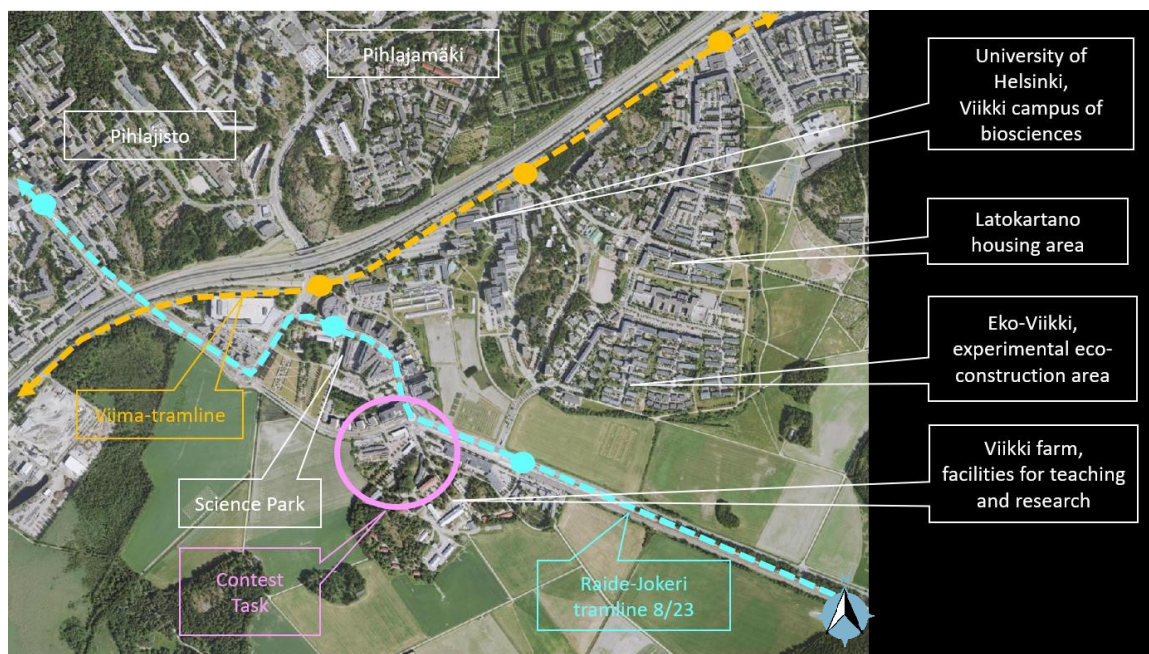 Pihlajamäki
Pihlajisto
University of
Helsinki,
Viikki campus of
biosciences
Latokartano
housing area
Eko-Viikki,
experimental eco-
construction area
Viima-tramline
Science Park
Viikki farm,
facilities for teaching
and research
Contest
Task
Raide-Jokeri
tramline 8/23